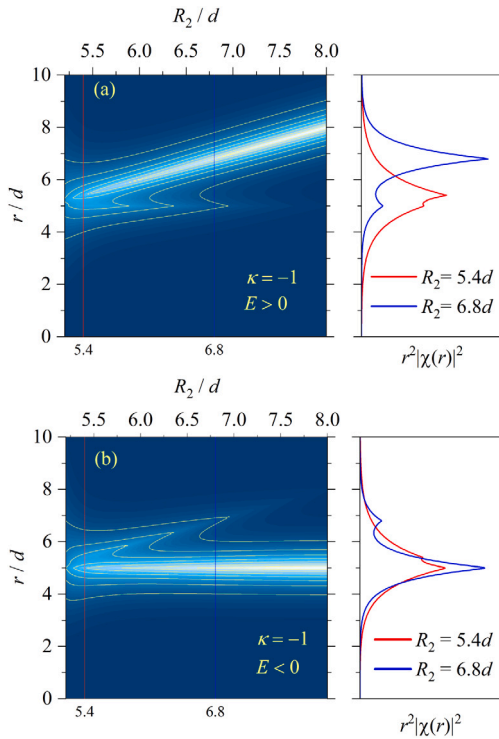 R₂ / d
5.5 6.0 6.5 7.0 7.5 8.0
10
(a)
8
6
r / d
4
κ = −1
R₂ = 5.4d
2
E > 0
R₂ = 6.8d
0
5.4 6.8
r²|χ(r)|²
R₂ / d
5.5 6.0 6.5 7.0 7.5 8.0
10
(b)
8
6
r / d
4
κ = −1
R₂ = 5.4d
2
E < 0
R₂ = 6.8d
0
5.4 6.8
r²|χ(r)|²